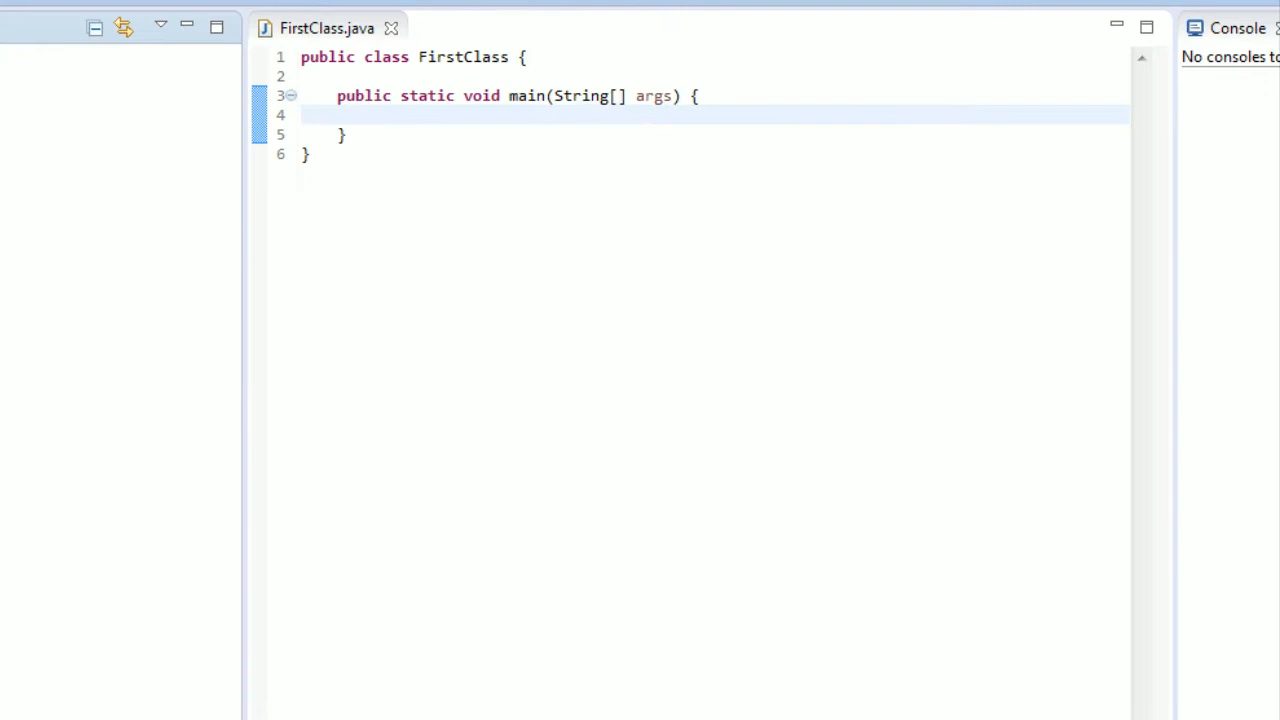 FirstClass.java
Console
1 public class FirstClass {
No consoles to
2
3 public static void main(String[] args) {
4
5 }
6 }